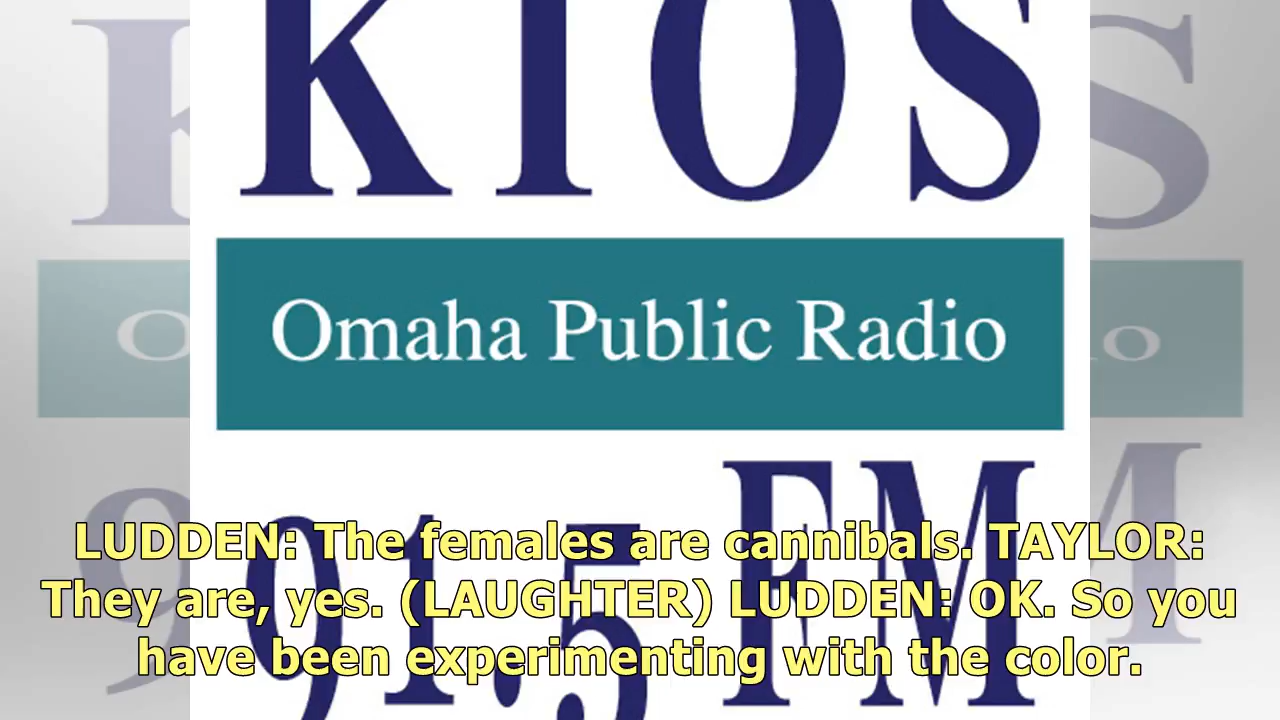 KIOS
Omaha Public Radio
91.5 FM
LUDDEN: The females are cannibals. TAYLOR:
They are, yes. (LAUGHTER) LUDDEN: OK. So you
have been experimenting with the color.